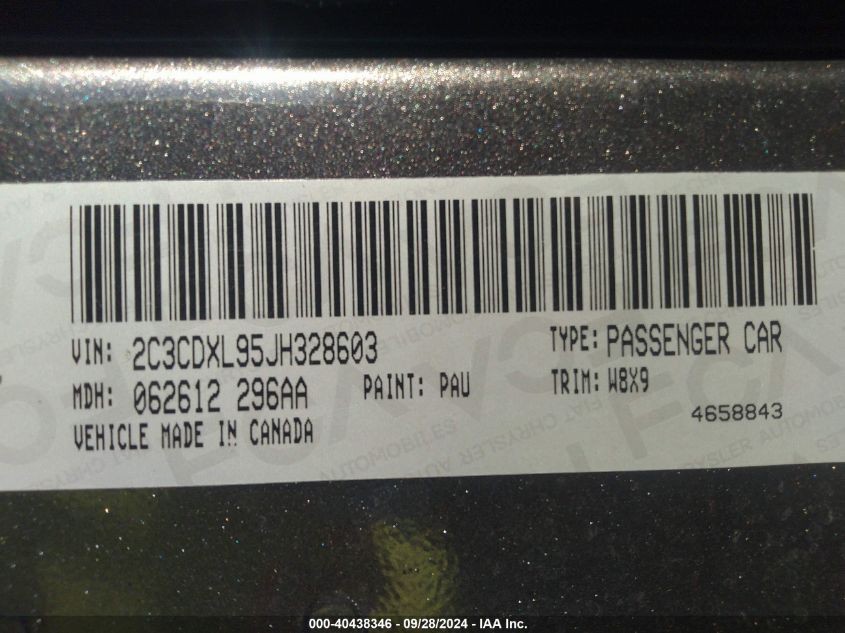 VIN: 2C3CDXL95JH328603 TYPE: PASSENGER CAR
MDH: 062612 296AA PAINT: PAU TRIM: W8X9
4658843
VEHICLE MADE IN CANADA
000-40438346 - 09/28/2024 - IAA Inc.